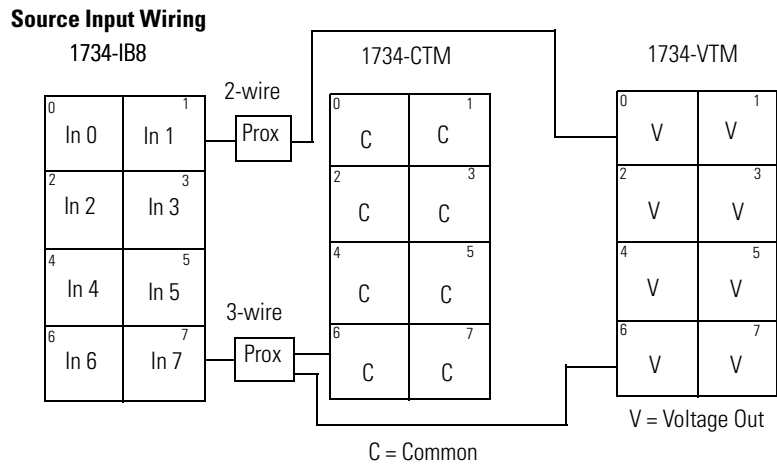 Source Input Wiring
1734-IB8
1734-CTM
1734-VTM
2-wire
Prox
3-wire
Prox
0 In 0
1 In 1
2 In 2
3 In 3
4 In 4
5 In 5
6 In 6
7 In 7
0 C
1 C
2 C
3 C
4 C
5 C
6 C
7 C
0 V
1 V
2 V
3 V
4 V
5 V
6 V
7 V
V = Voltage Out
C = Common